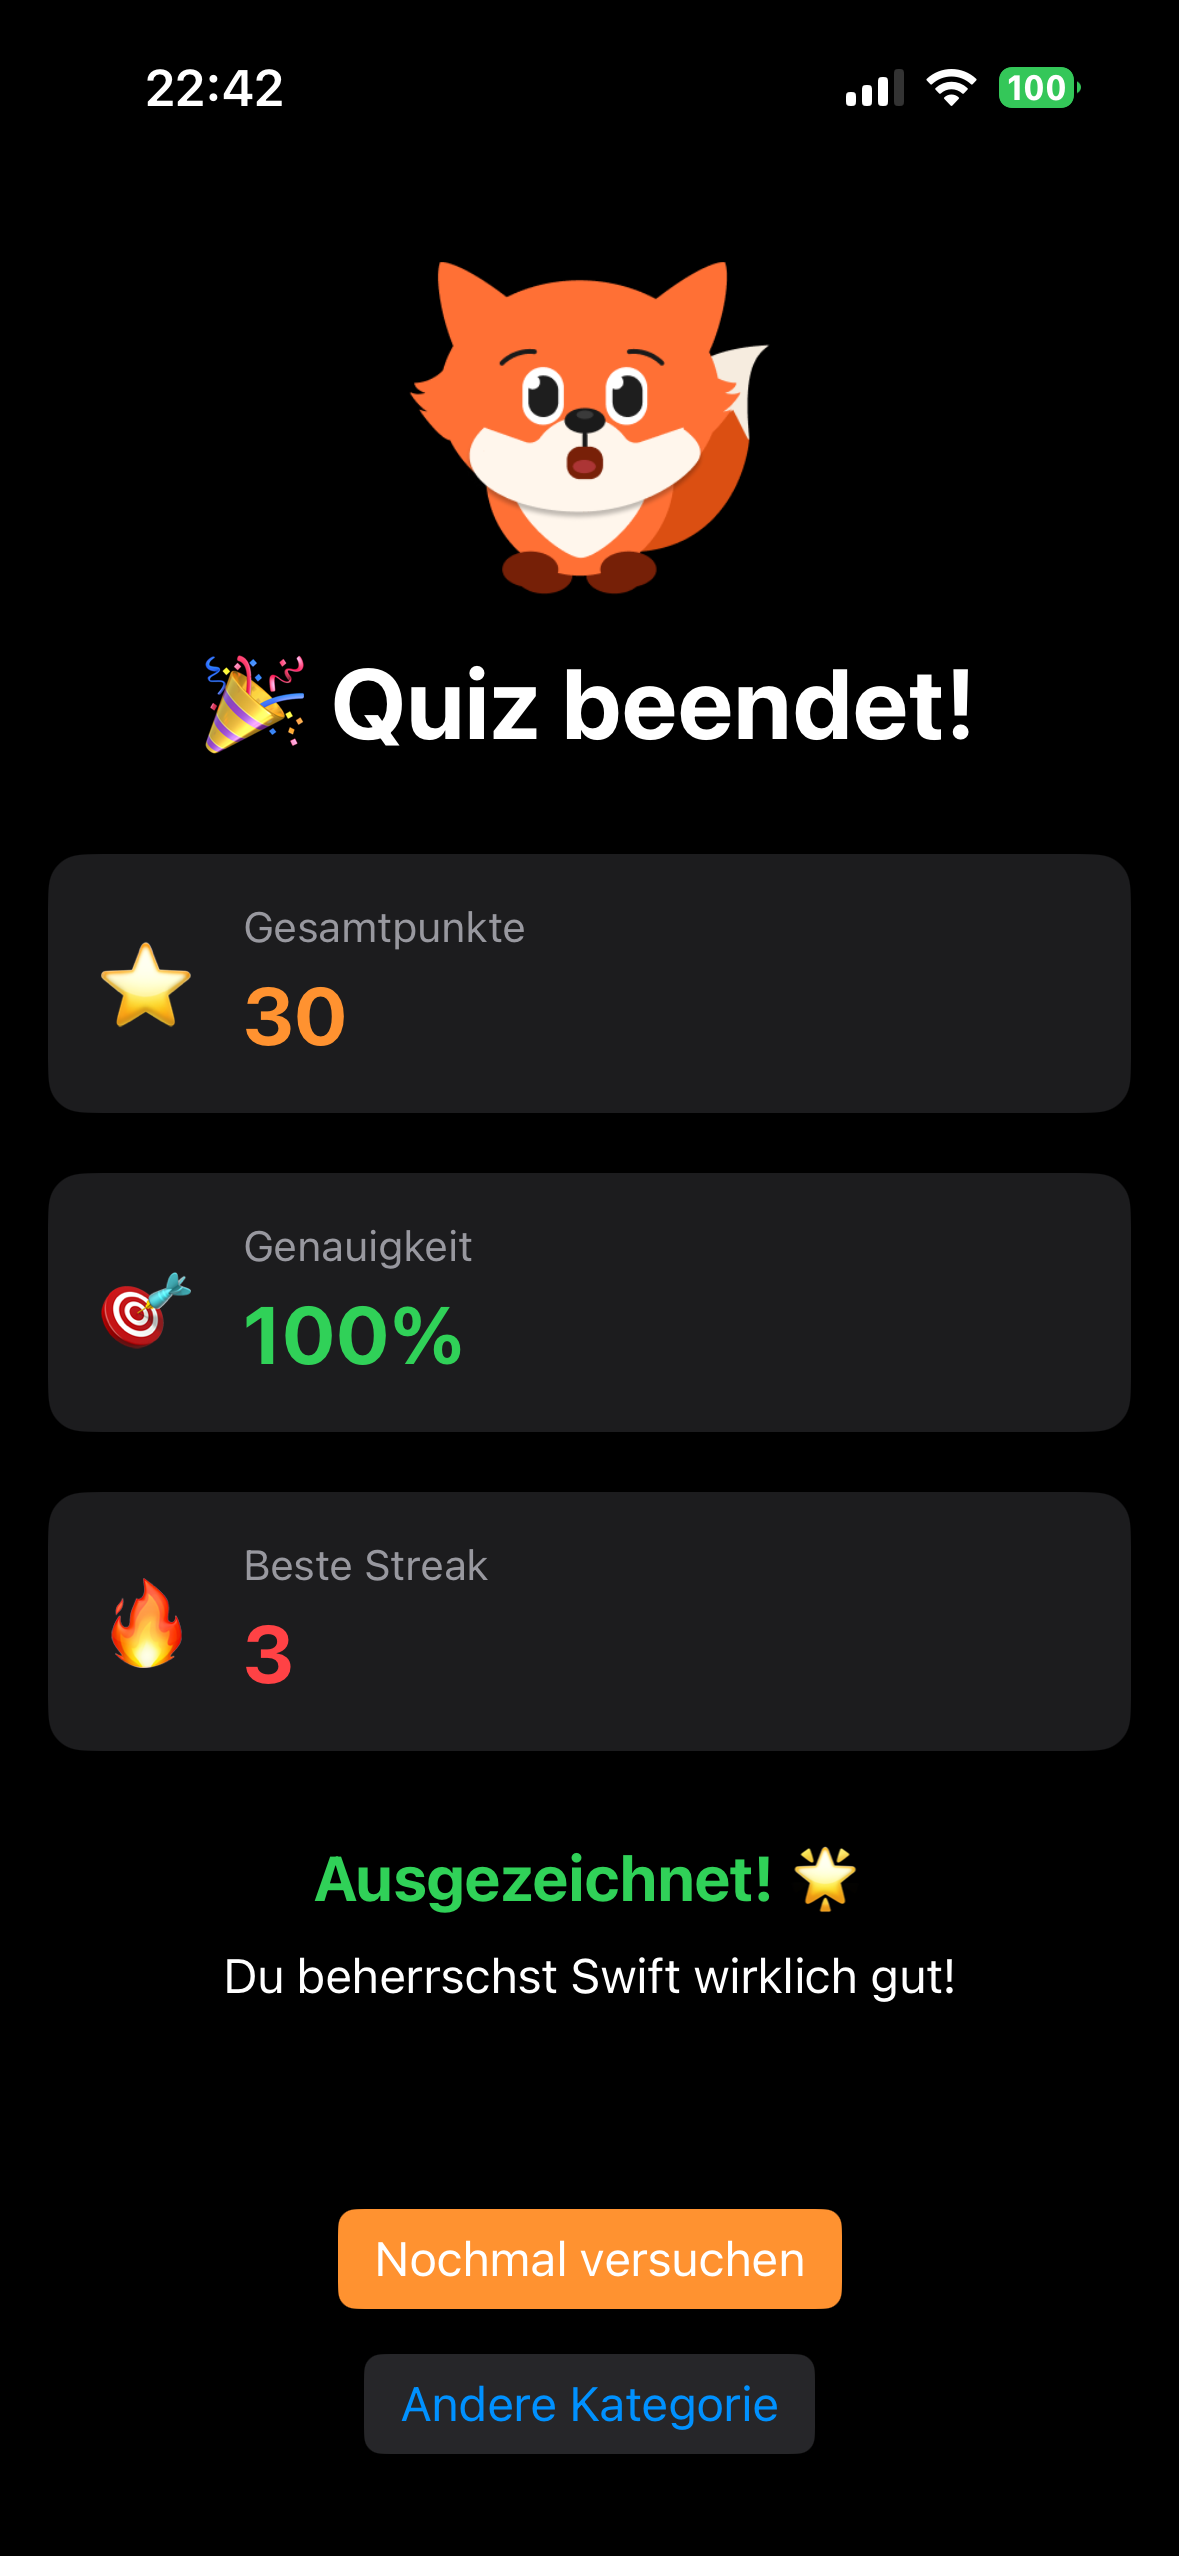 22:42
100
🎉 Quiz beendet!
Gesamtpunkte
30
Genauigkeit
100%
Beste Streak
3
Ausgezeichnet! 🌟
Du beherrschst Swift wirklich gut!
Nochmal versuchen
Andere Kategorie